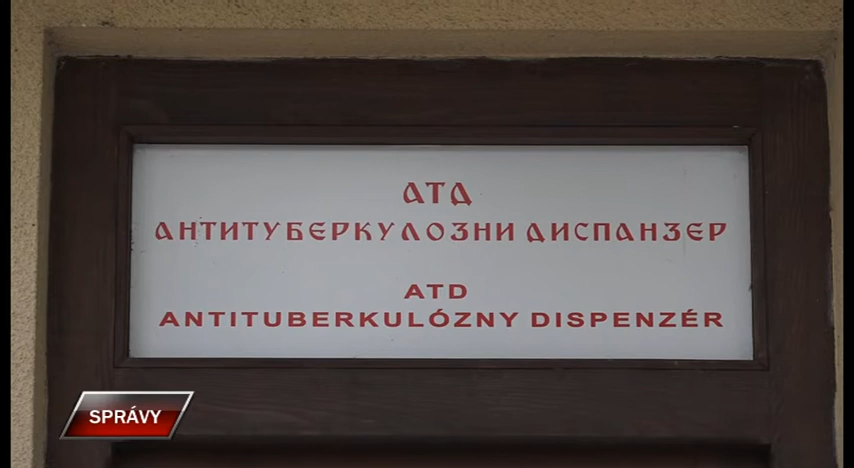 АТД
АНТИТУБЕРКУЛОЗНИ ДИСПАНЗЕР
ATD
ANTITUBERKULÓZNY DISPENZÉR
SPRÁVY